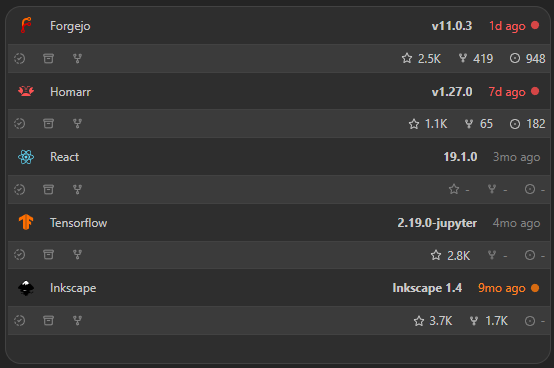 Forgejo v11.0.3 1d ago
2.5K 419 948
Homarr v1.27.0 7d ago
1.1K 65 182
React 19.1.0 3mo ago
- - -
Tensorflow 2.19.0-jupyter 4mo ago
2.8K - -
Inkscape Inkscape 1.4 9mo ago
3.7K 1.7K -